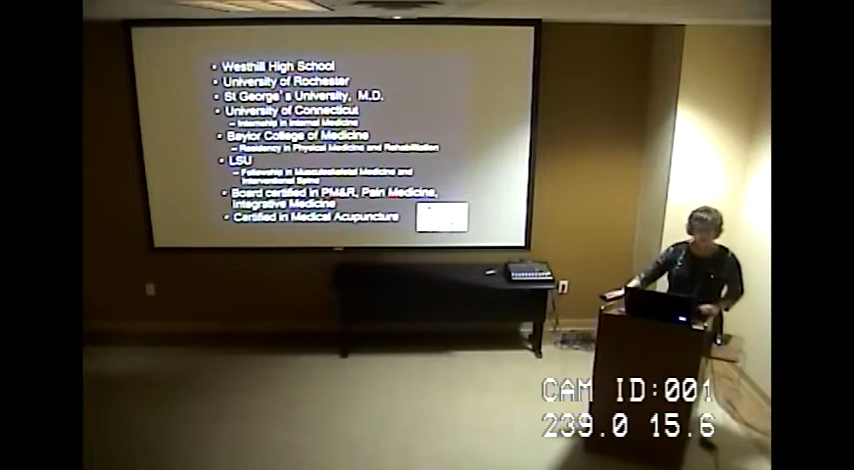 • Westhill High School
• University of Rochester
• St George's University, M.D.
• University of Connecticut
– Internship in Internal Medicine
• Baylor College of Medicine
– Residency in Physical Medicine and Rehabilitation
• LSU
– Fellowship in Musculoskeletal Medicine and
Interventional Spine
• Board certified in PM&R, Pain Medicine,
Integrative Medicine
• Certified in Medical Acupuncture
CAM ID:001
239.0 15.6